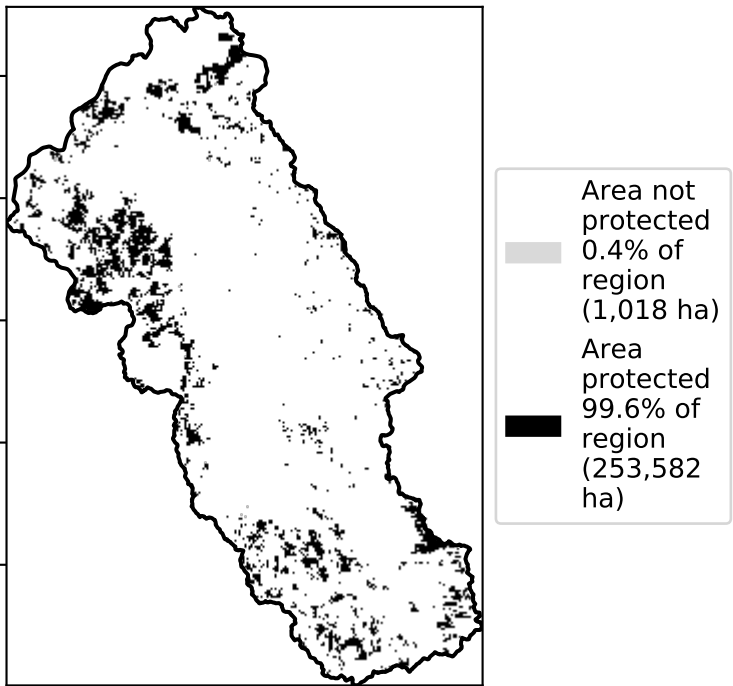 Area not
protected
0.4% of
region
(1,018 ha)
Area
protected
99.6% of
region
(253,582
ha)